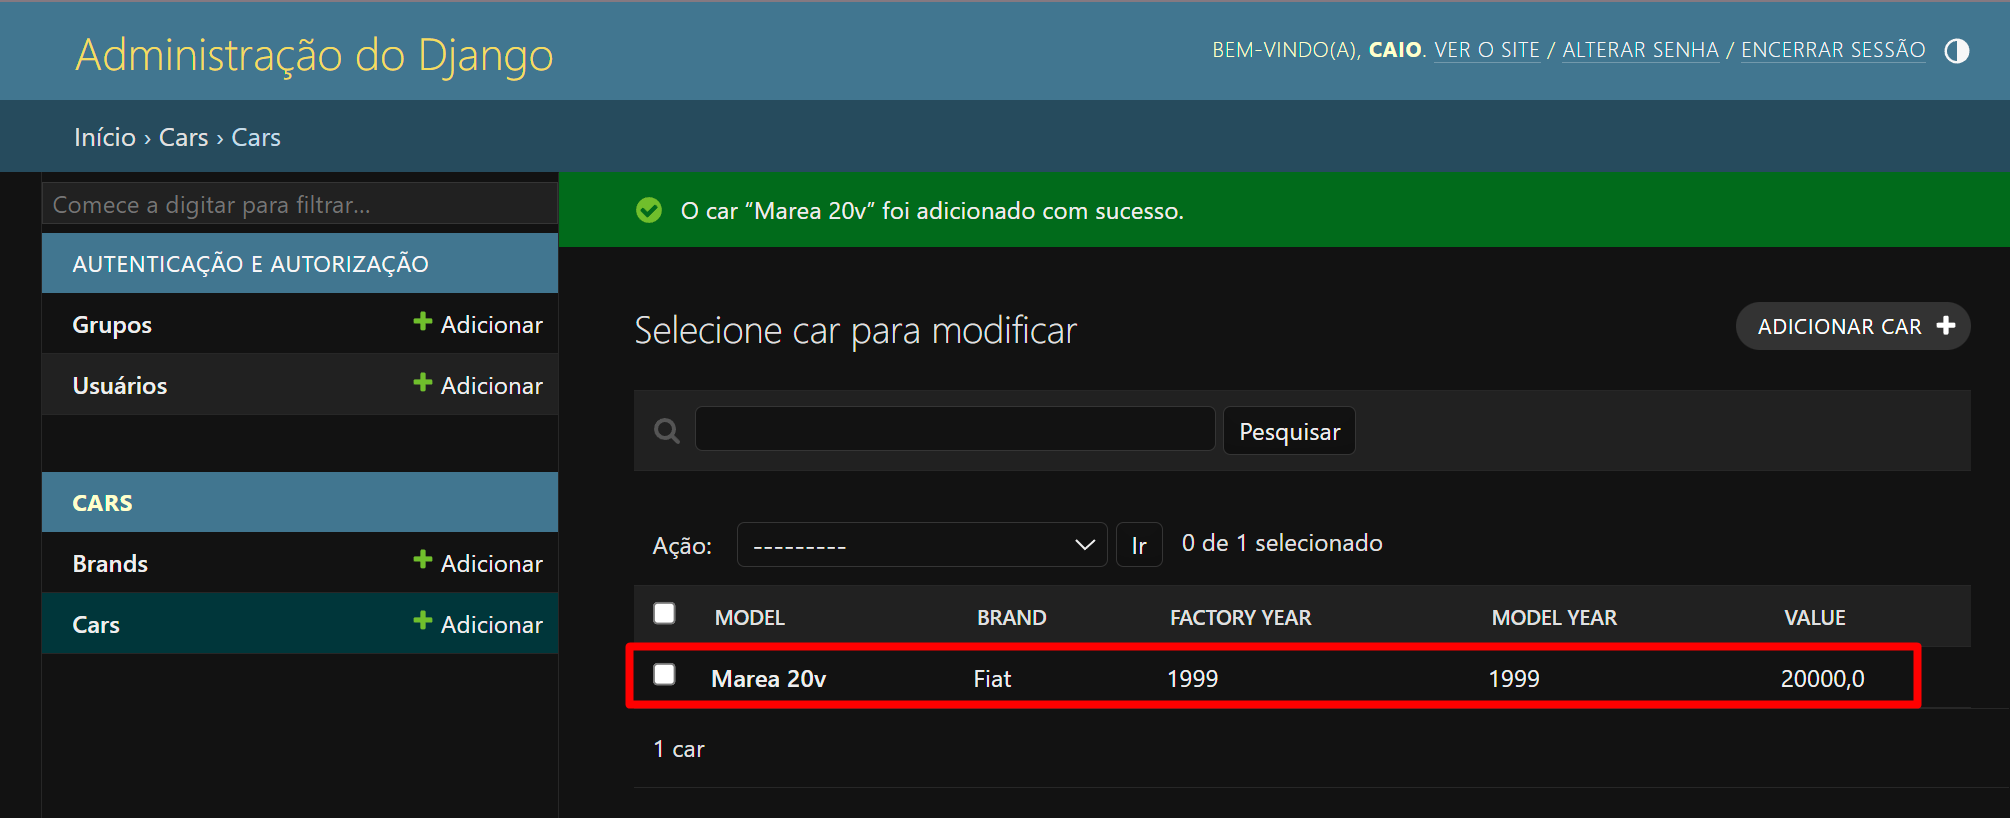 Administração do Django
BEM-VINDO(A), CAIO. VER O SITE / ALTERAR SENHA / ENCERRAR SESSÃO
Início › Cars › Cars
Comece a digitar para filtrar...
AUTENTICAÇÃO E AUTORIZAÇÃO
Grupos Adicionar
Usuários Adicionar
CARS
Brands Adicionar
Cars Adicionar
O car “Marea 20v” foi adicionado com sucesso.
Selecione car para modificar
ADICIONAR CAR
Pesquisar
Ação: --------- Ir 0 de 1 selecionado
MODEL BRAND FACTORY YEAR MODEL YEAR VALUE
Marea 20v Fiat 1999 1999 20000,0
1 car